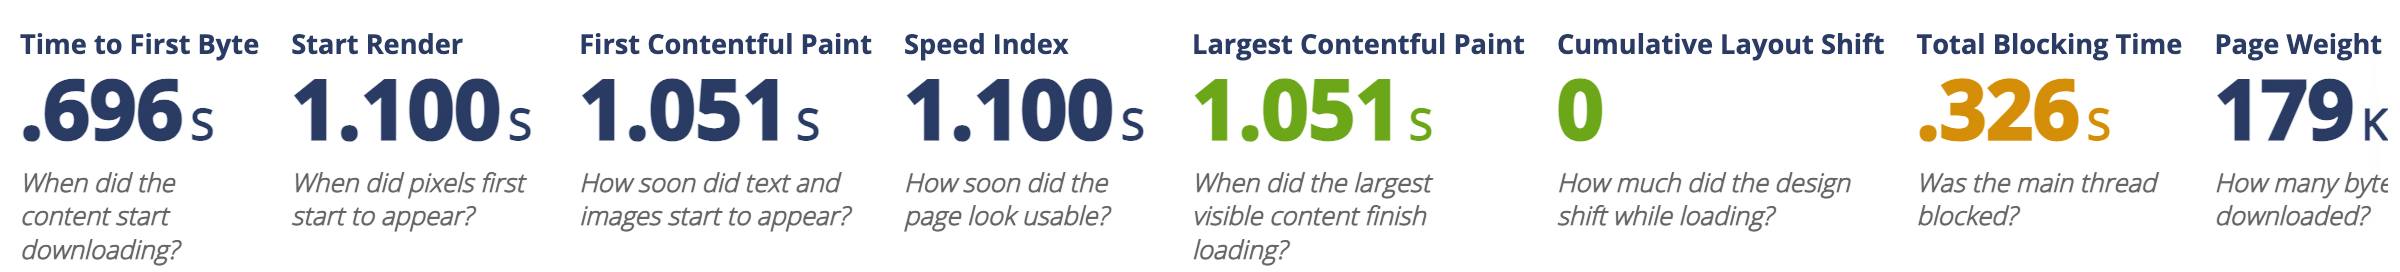 Time to First Byte
.696 s
When did the
content start
downloading?
Start Render
1.100 s
When did pixels first
start to appear?
First Contentful Paint
1.051 s
How soon did text and
images start to appear?
Speed Index
1.100 s
How soon did the
page look usable?
Largest Contentful Paint
1.051 s
When did the largest
visible content finish
loading?
Cumulative Layout Shift
0
How much did the design
shift while loading?
Total Blocking Time
.326 s
Was the main thread
blocked?
Page Weight
179 K
How many byte
downloaded?